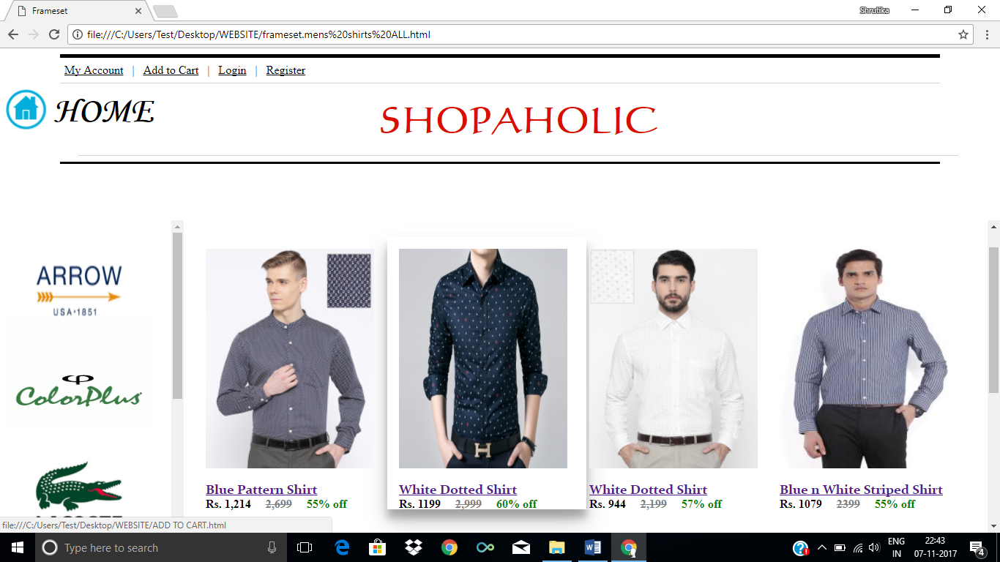 Frameset
Shrutika
file:///C:/Users/Test/Desktop/WEBSITE/frameset.mens%20shirts%20ALL.html
My Account | Add to Cart | Login | Register
HOME
SHOPAHOLIC
ARROW
USA•1851
cp
ColorPlus
LACOSTE
Blue Pattern Shirt
Rs. 1,214 2,699 55% off
White Dotted Shirt
Rs. 1199 2,999 60% off
White Dotted Shirt
Rs. 944 2,199 57% off
Blue n White Striped Shirt
Rs. 1079 2399 55% off
file:///C:/Users/Test/Desktop/WEBSITE/ADD TO CART.html
Type here to search
ENG
IN
22:43
07-11-2017
4